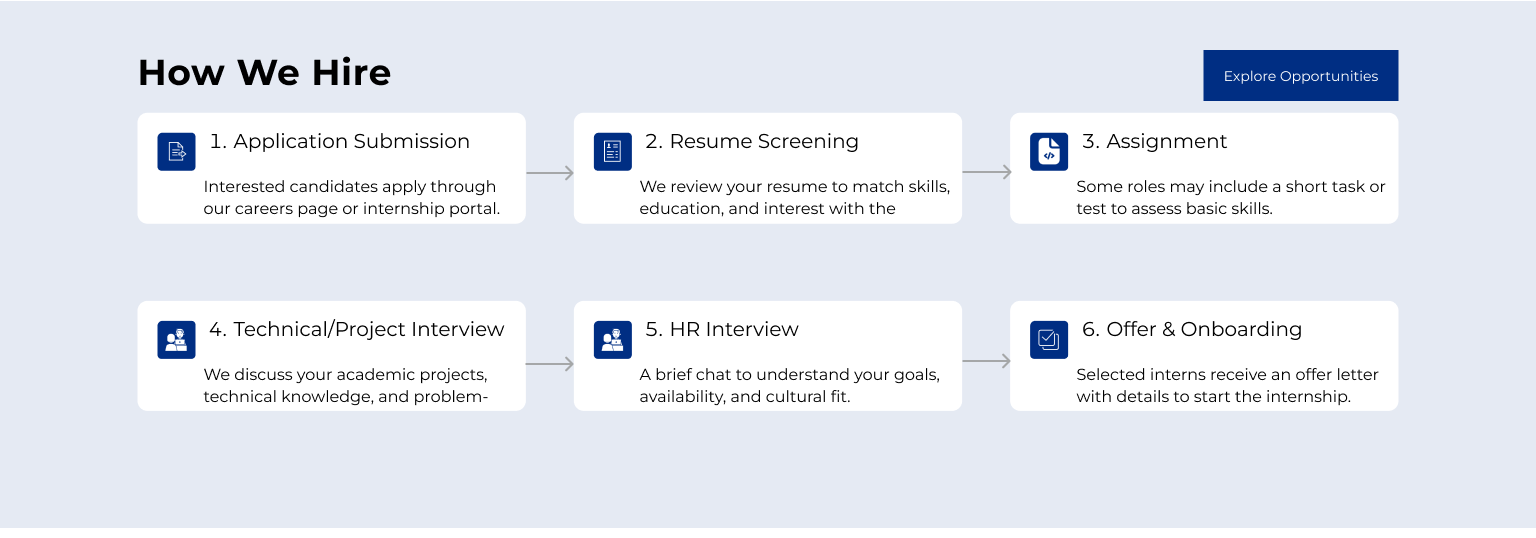 How We Hire
Explore Opportunities
1. Application Submission
Interested candidates apply through
our careers page or internship portal.
2. Resume Screening
We review your resume to match skills,
education, and interest with the
3. Assignment
Some roles may include a short task or
test to assess basic skills.
4. Technical/Project Interview
We discuss your academic projects,
technical knowledge, and problem-
5. HR Interview
A brief chat to understand your goals,
availability, and cultural fit.
6. Offer & Onboarding
Selected interns receive an offer letter
with details to start the internship.